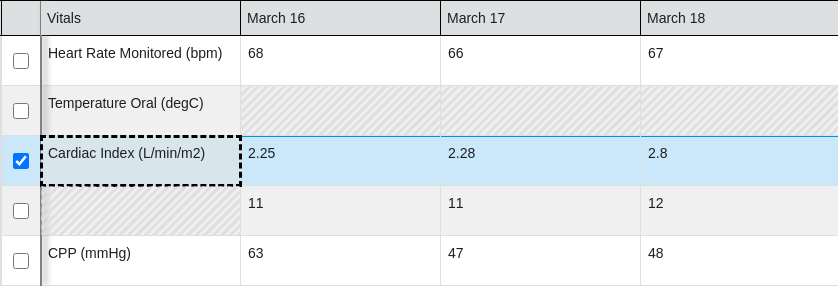 Vitals March 16 March 17 March 18
Heart Rate Monitored (bpm) 68 66 67
Temperature Oral (degC)
Cardiac Index (L/min/m2) 2.25 2.28 2.8
11 11 12
CPP (mmHg) 63 47 48